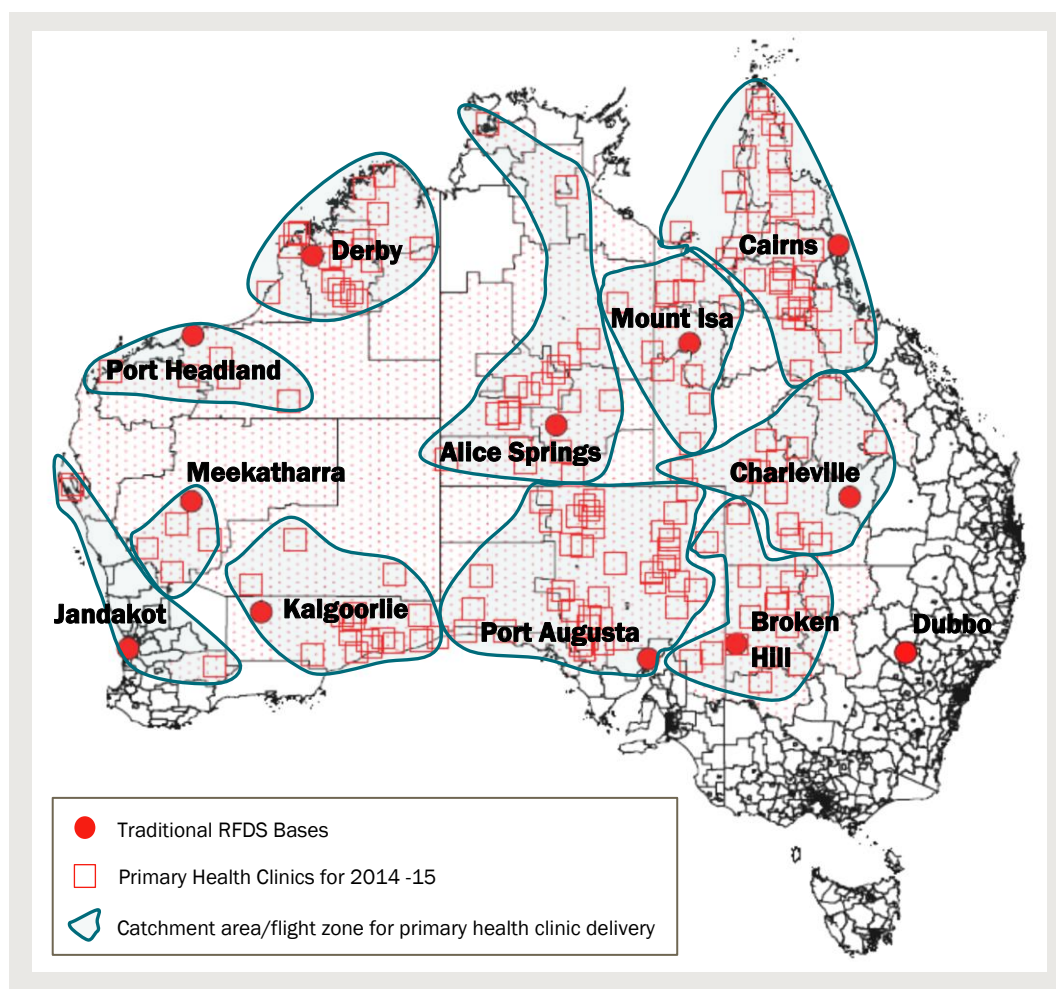 Derby
Cairns
Mount Isa
Port Headland
Alice Springs
Meekatharra
Charleville
Jandakot
Kalgoorlie
Port Augusta
Broken
Hill
Dubbo
Traditional RFDS Bases
Primary Health Clinics for 2014 -15
Catchment area/flight zone for primary health clinic delivery